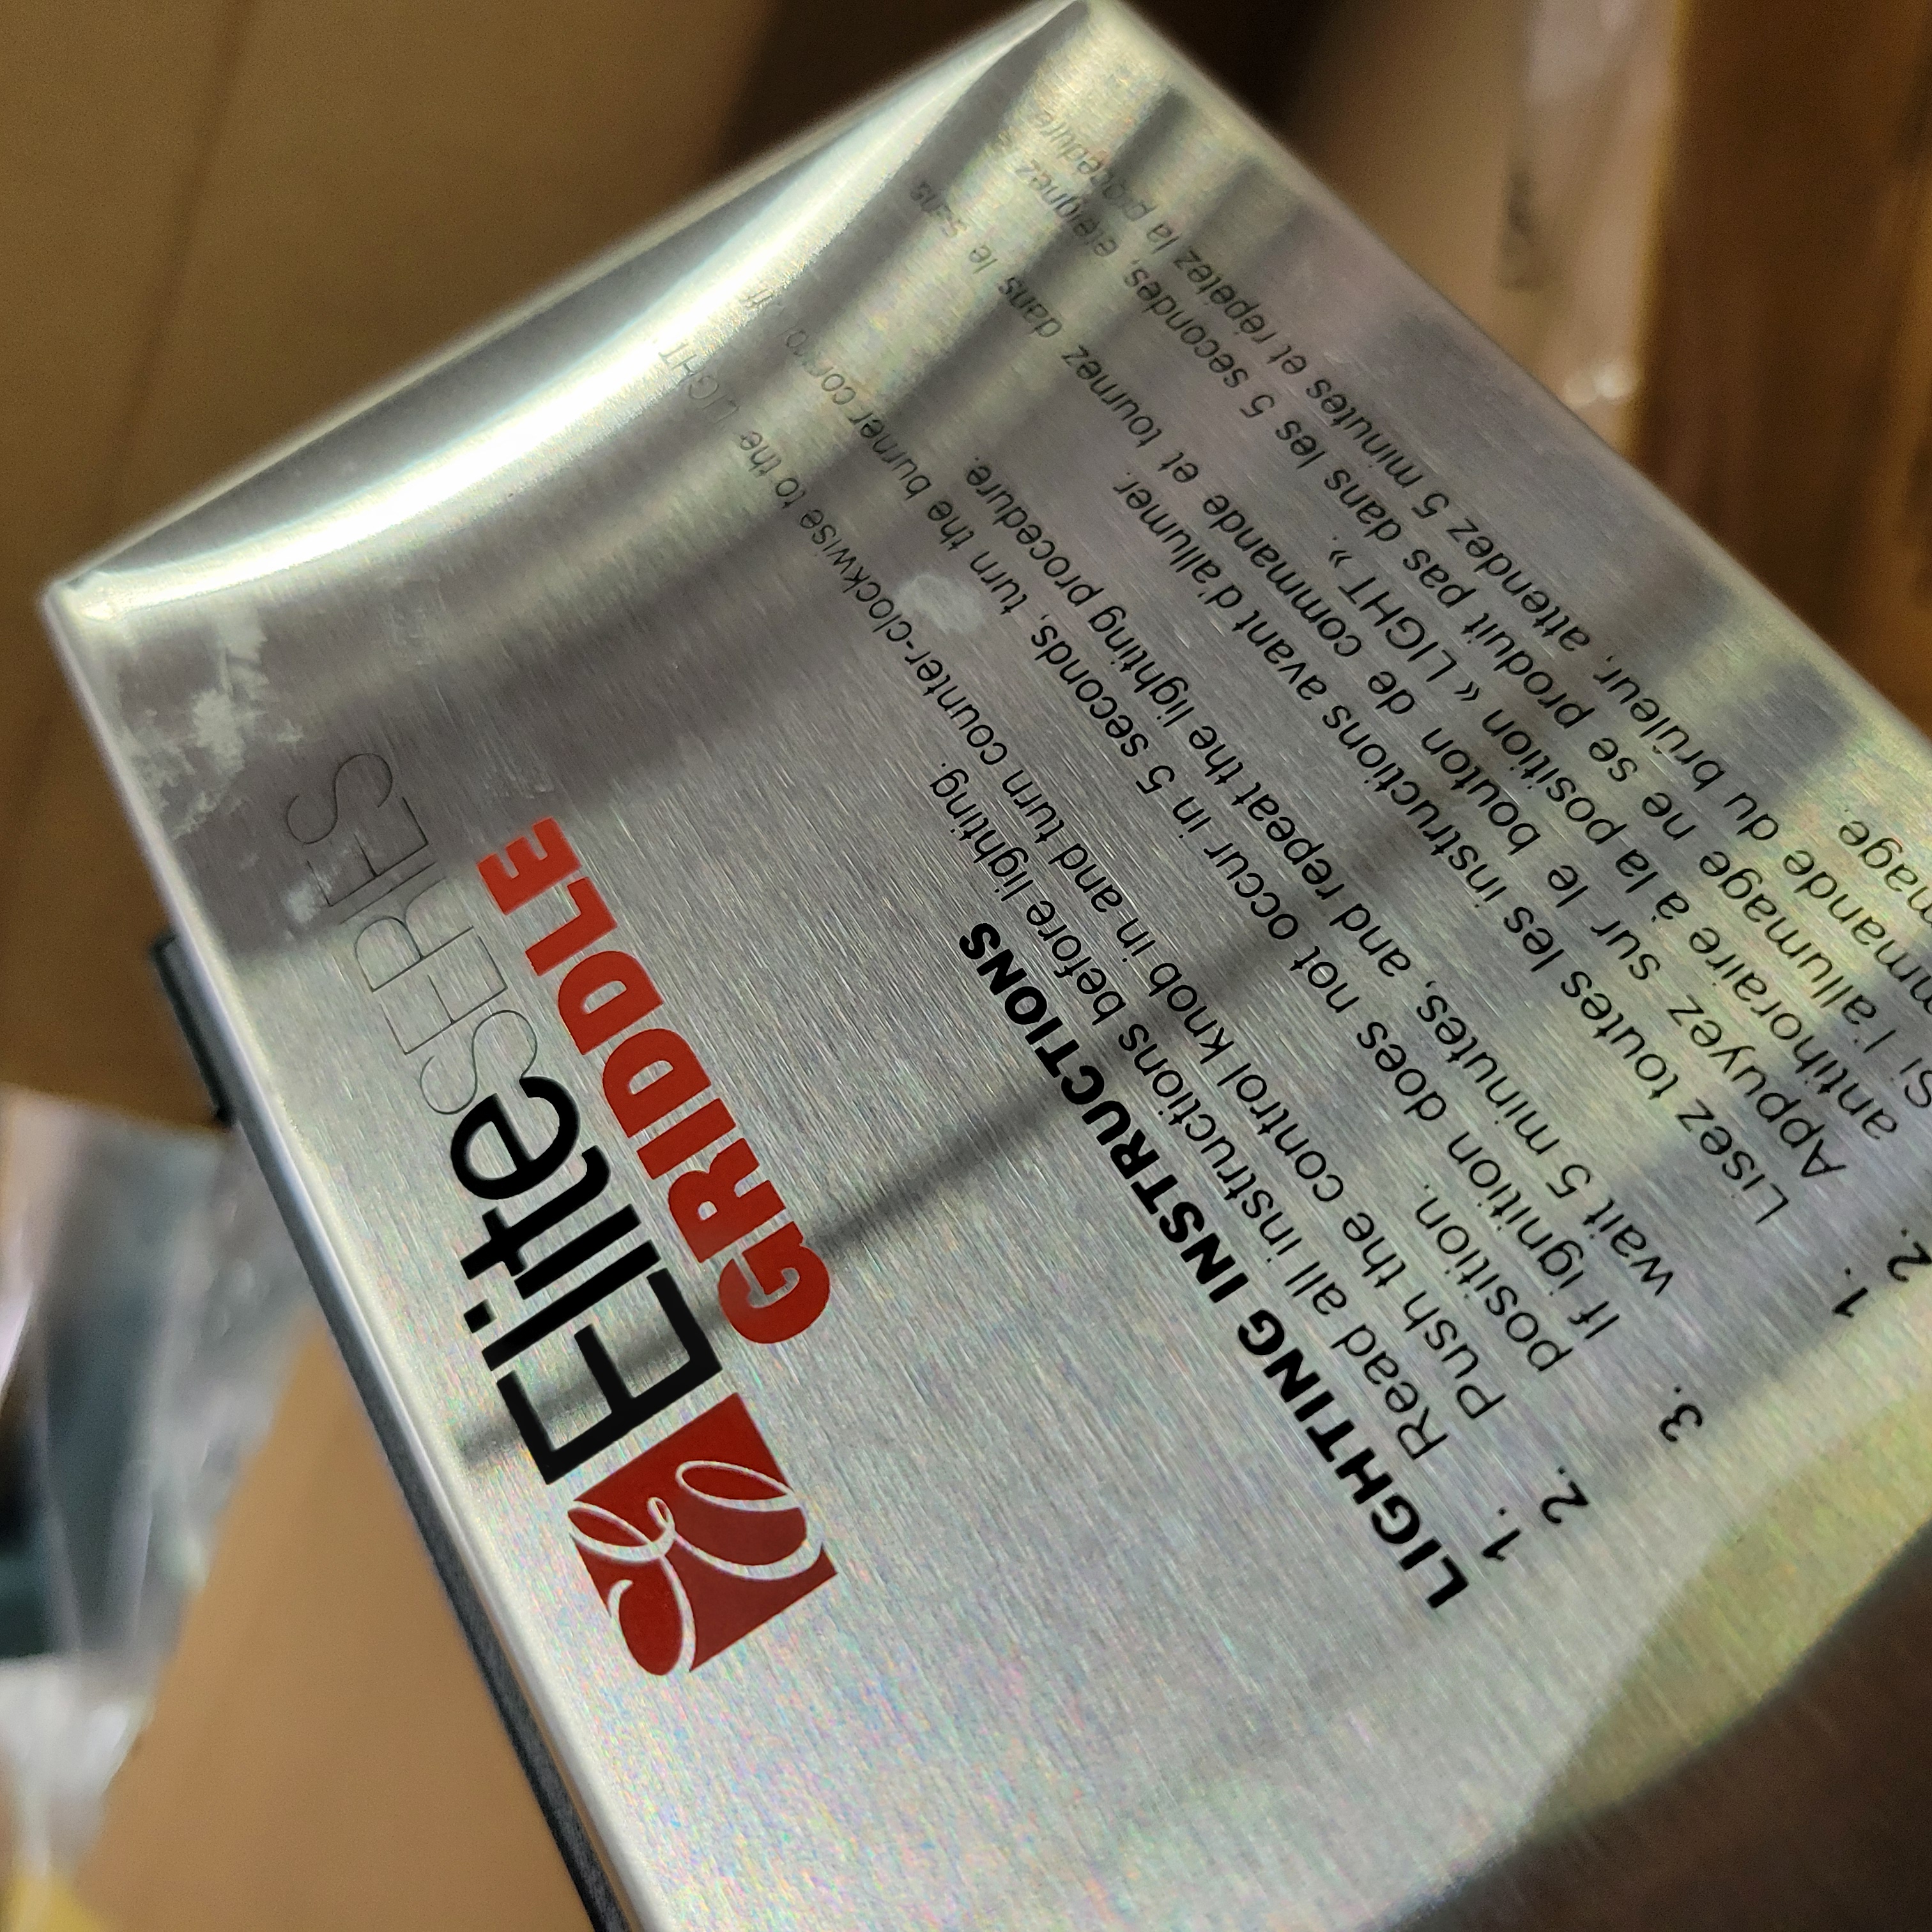 Elite SERIES
GRIDDLE
LIGHTING INSTRUCTIONS
1. Read all instructions before lighting.
2. Push the control knob in and turn counter-clockwise to the LIGHT
position.
3. If ignition does not occur in 5 seconds, turn the burner
wait 5 minutes, and repeat the lighting procedure.
1. Lisez toutes les instructions avant d'allumer.
2. Appuyez sur le bouton de commande et tournez dans le sens
antihoraire à la position « LIGHT ».
Si l'allumage ne se produit pas dans les 5 secondes, éteignez
du brûleur, attendez 5 minutes et répétez la procédure